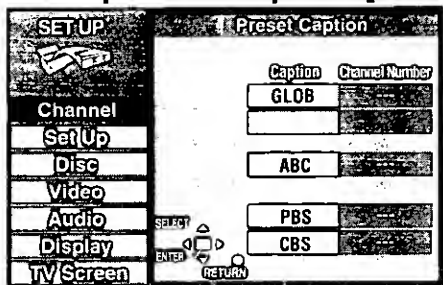 SET UP
Preset Caption
Caption Channel Number
GLOB
ABC
PBS
CBS
Channel
Set Up
Disc
Video
Audio
Display
TV Screen
SELECT
ENTER
RETURN